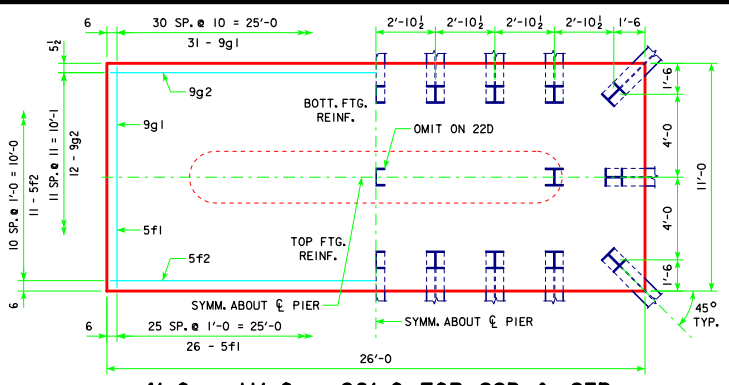 6
30 SP. @ 10 = 25'-0
31 - 9g1
2'-10½
2'-10½
2'-10½
2'-10½
1'-6
5½
9g2
BOTT. FTG.
REINF.
9g1
OMIT ON 22D
10 SP. @ 1'-0 = 10'-0
11 - 5f2
11 SP. @ 11 = 10'-1
12 - 9g2
1'-6
4'-0
11'-0
4'-0
1'-6
5f1
TOP FTG.
REINF.
5f2
6
SYMM. ABOUT ℄ PIER
SYMM. ABOUT ℄ PIER
45°
TYP.
6
25 SP. @ 1'-0 = 25'-0
26 - 5f1
26'-0